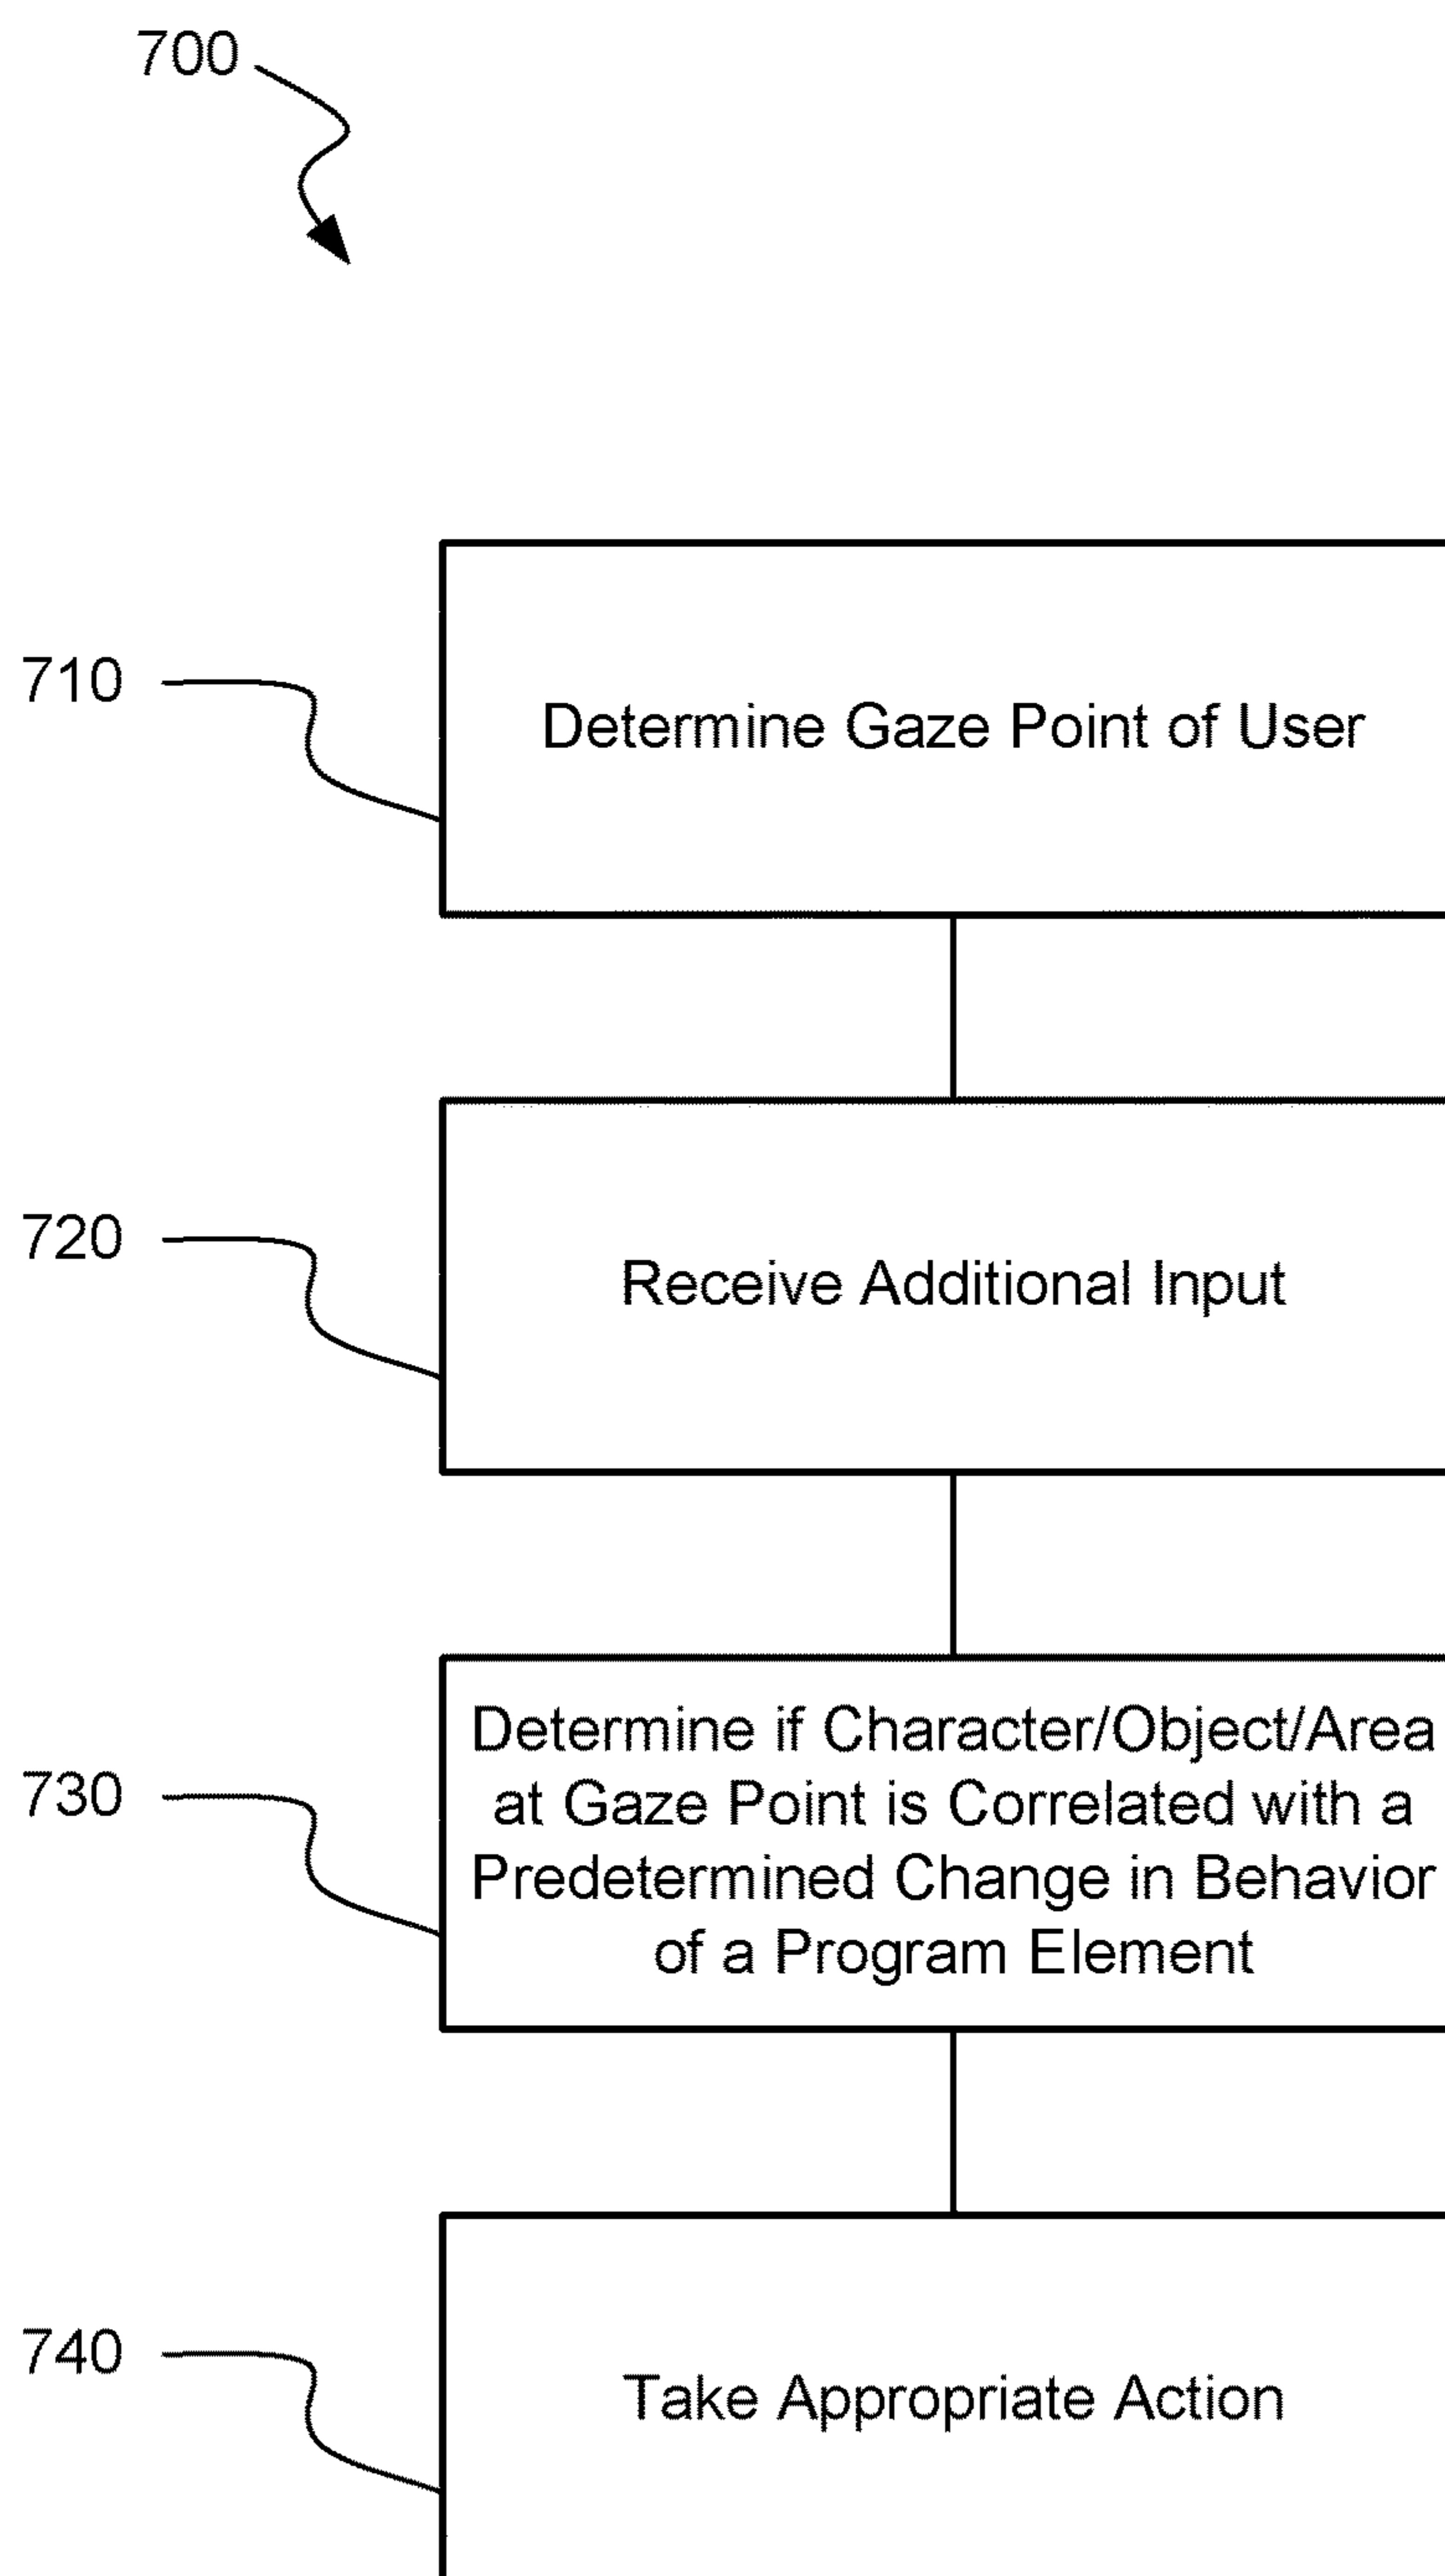 700
710
Determine Gaze Point of User
720
Receive Additional Input
730
Determine if Character/Object/Area
at Gaze Point is Correlated with a
Predetermined Change in Behavior
of a Program Element
740
Take Appropriate Action